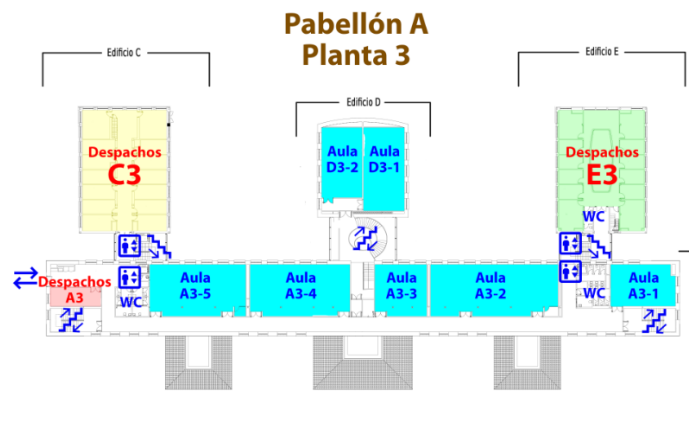 Pabellón A
Planta 3
Edificio C
Edificio E
Edificio D
Despachos
C3
Aula
D3-2
Aula
D3-1
Despachos
E3
WC
Despachos
A3
WC
Aula
A3-5
Aula
A3-4
Aula
A3-3
Aula
A3-2
WC
Aula
A3-1